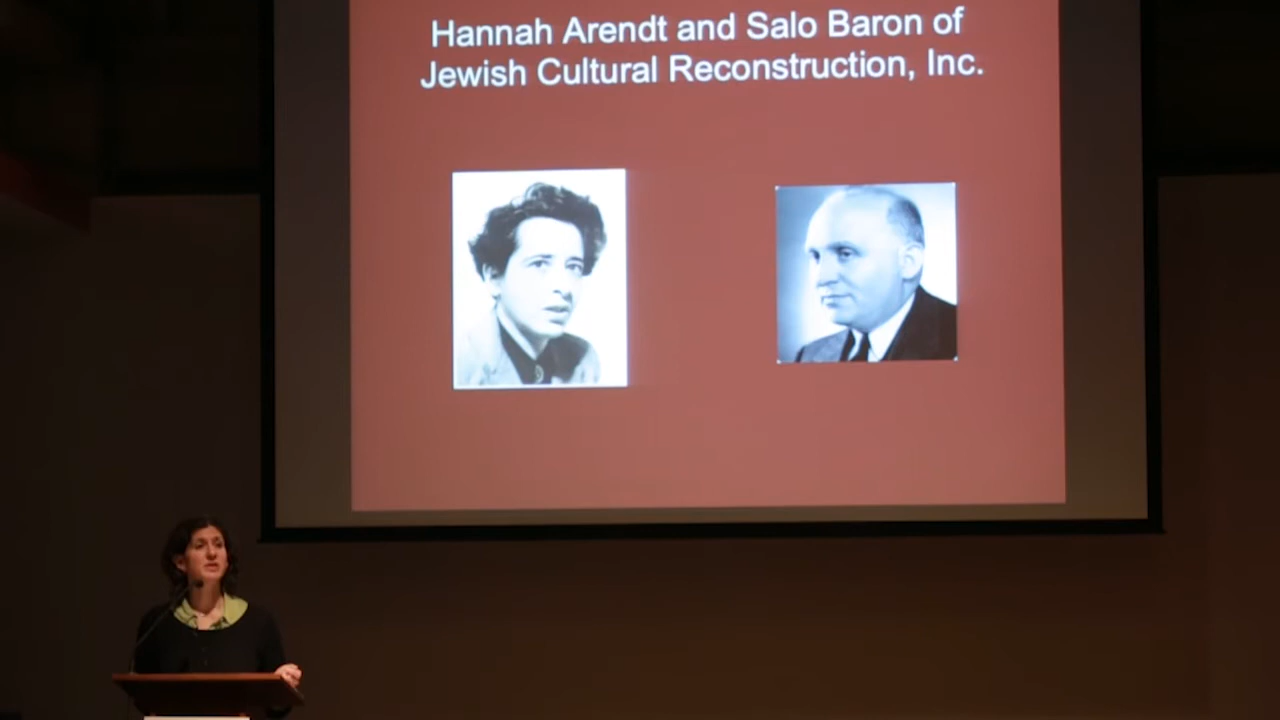 Hannah Arendt and Salo Baron of
Jewish Cultural Reconstruction, Inc.